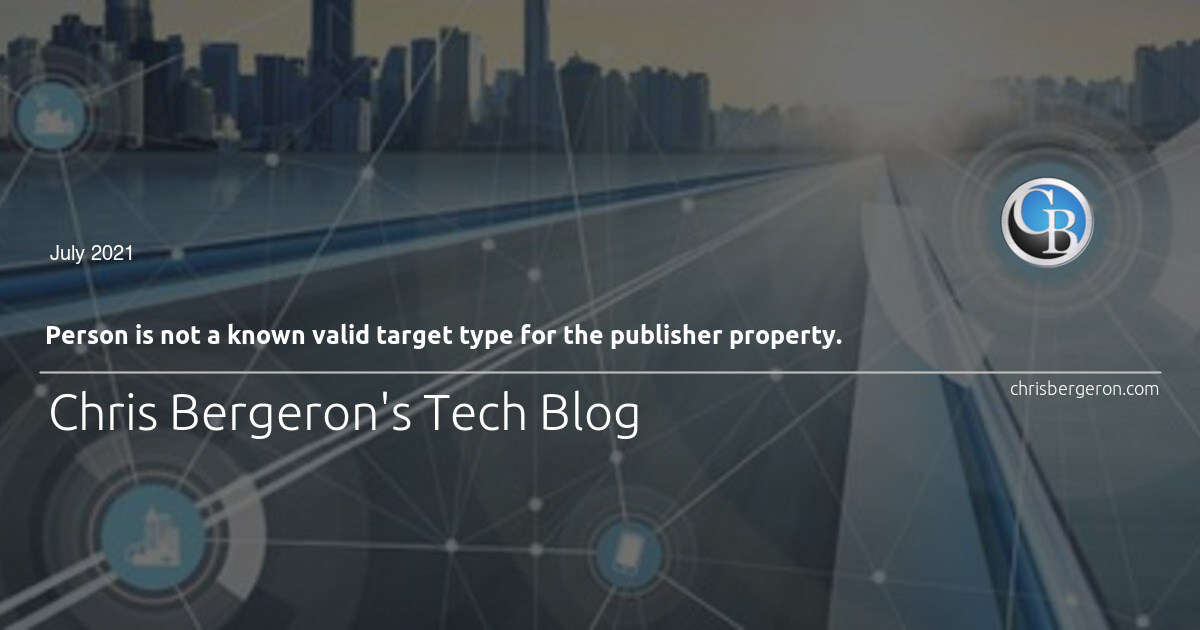 CB
July 2021
Person is not a known valid target type for the publisher property.
chrisbergeron.com
Chris Bergeron's Tech Blog